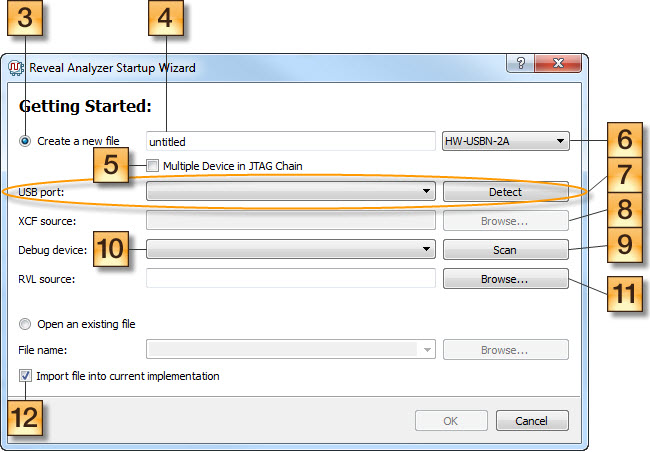 3
4
Reveal Analyzer Startup Wizard
?
Getting Started:
Create a new file
untitled
HW-USBN-2A
6
5
Multiple Device in JTAG Chain
7
USB port:
Detect
XCF source:
Browse...
8
Debug device:
10
Scan
9
RVL source:
Browse...
11
Open an existing file
File name:
Browse...
Import file into current implementation
12
OK
Cancel